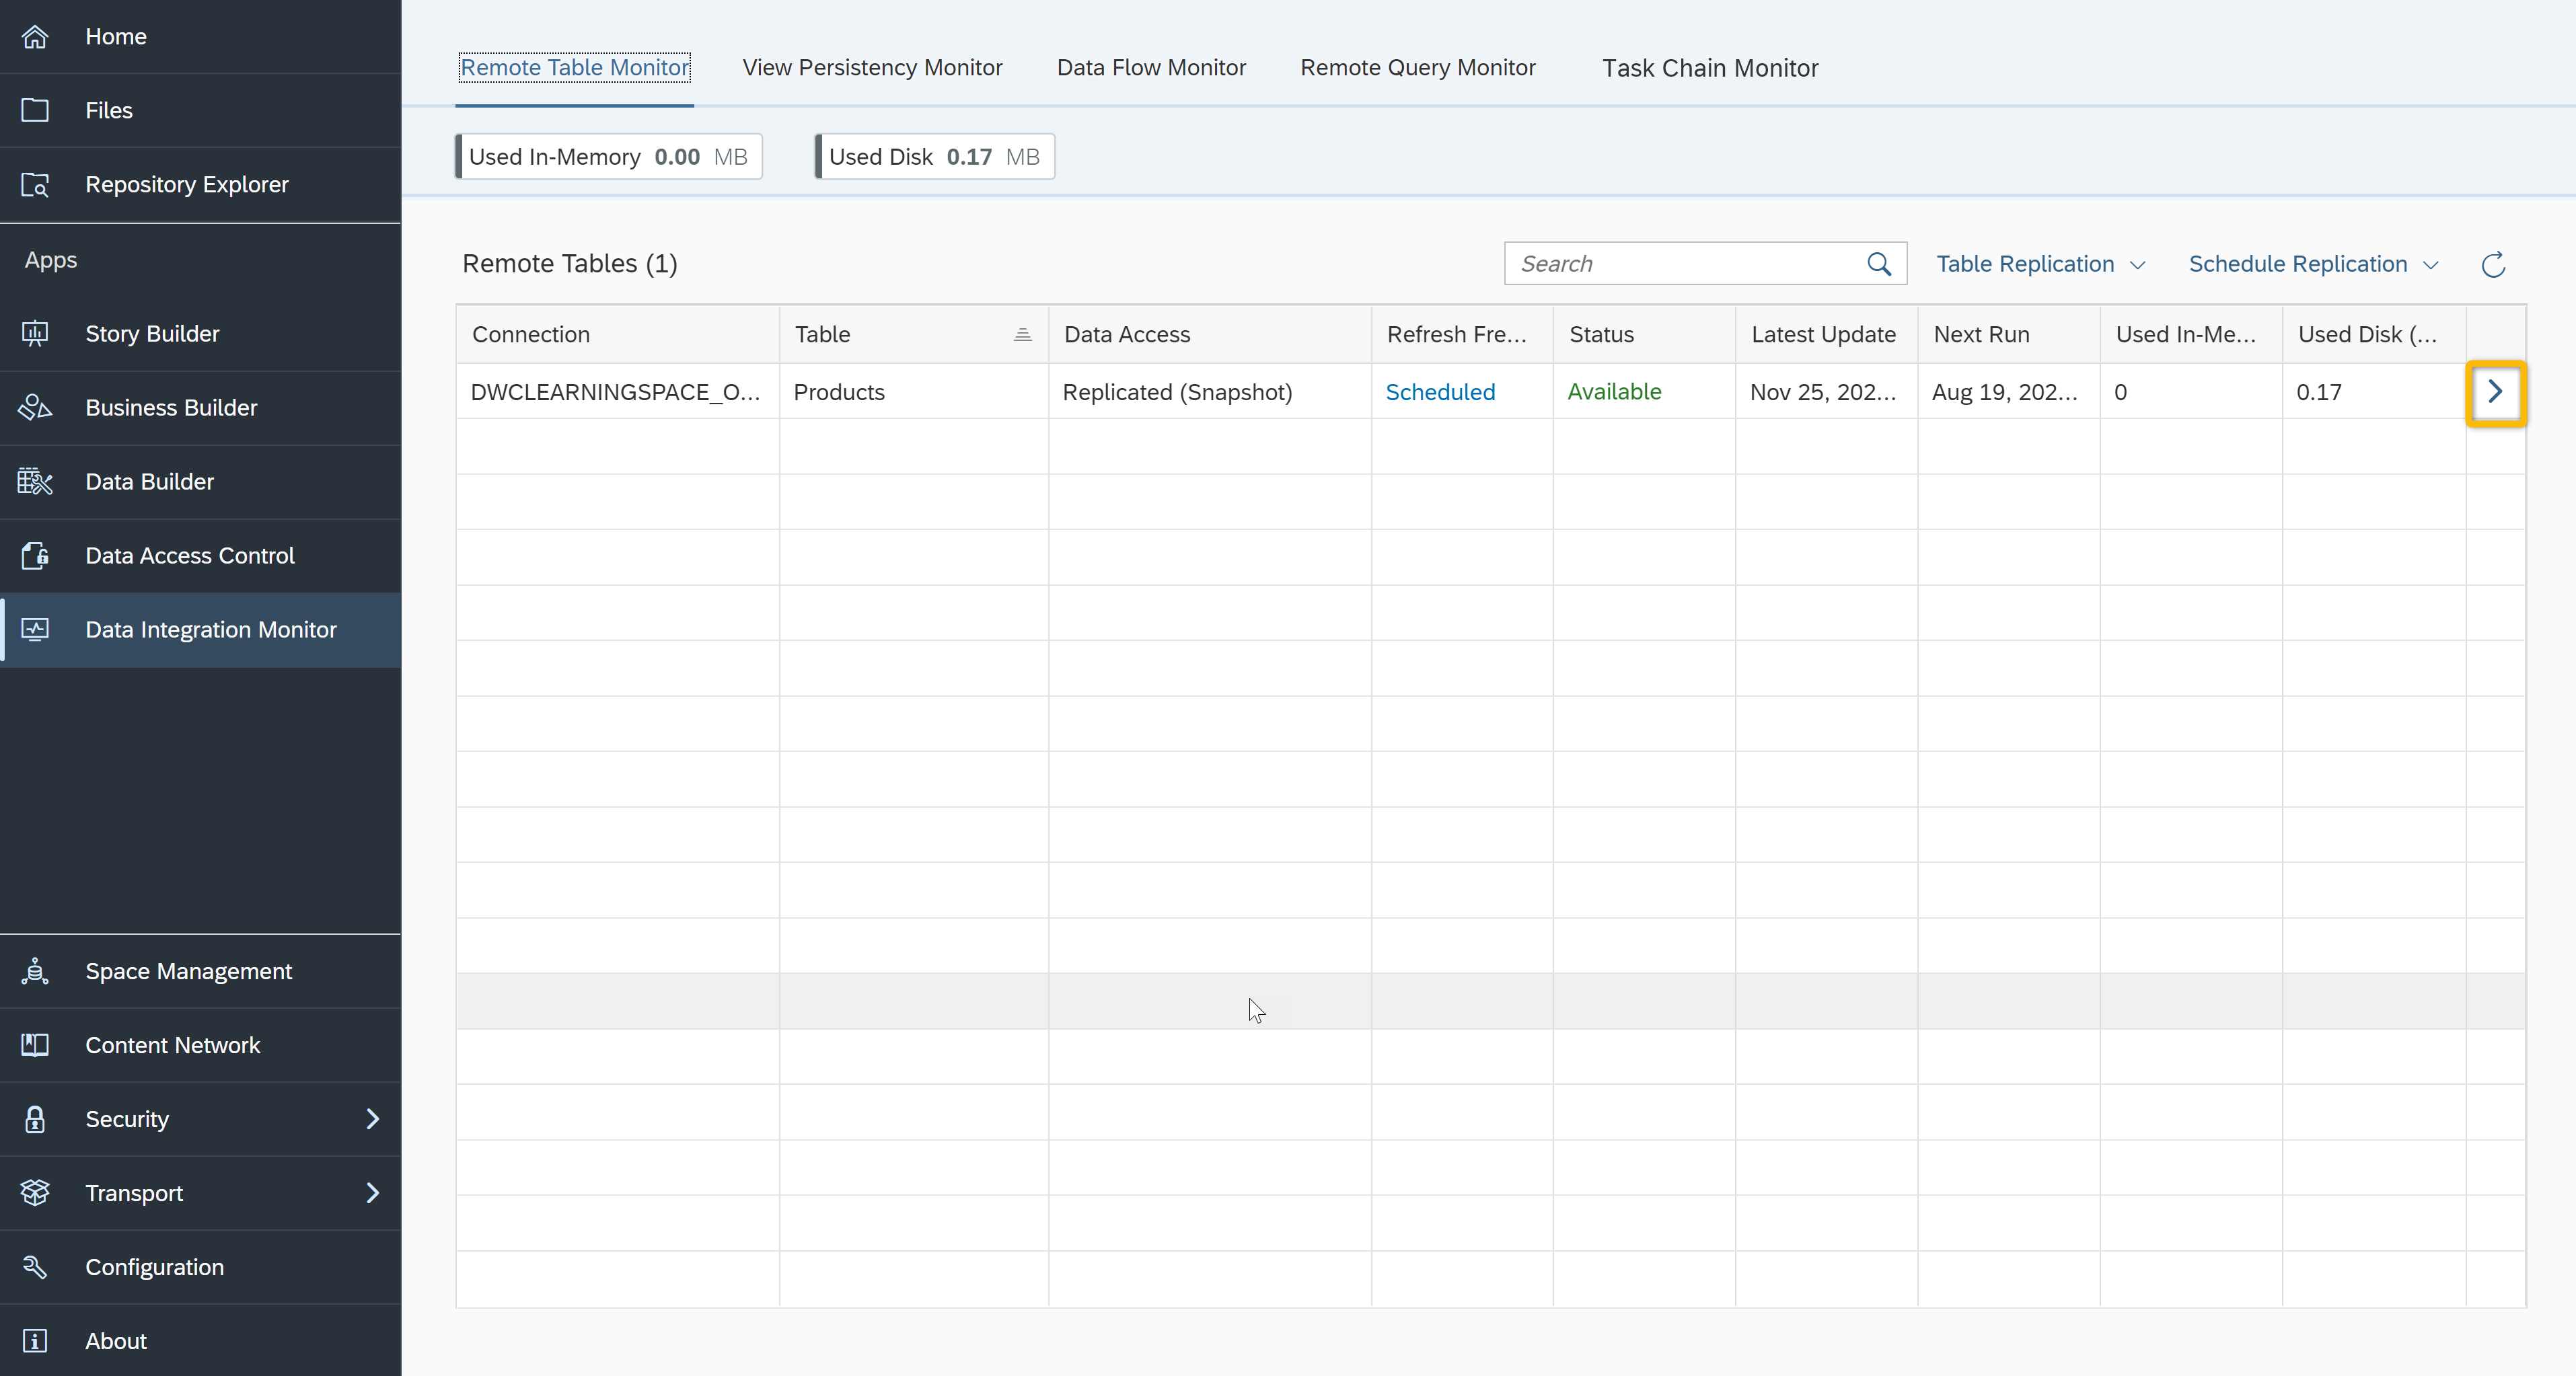 Home
Files
Repository Explorer
Apps
Story Builder
Business Builder
Data Builder
Data Access Control
Data Integration Monitor
Space Management
Content Network
Security
Transport
Configuration
About
Remote Table Monitor View Persistency Monitor Data Flow Monitor Remote Query Monitor Task Chain Monitor
Used In-Memory 0.00 MB Used Disk 0.17 MB
Remote Tables (1) Search Table Replication Schedule Replication
Connection Table Data Access Refresh Fre... Status Latest Update Next Run Used In-Me... Used Disk (...
DWCLEARNINGSPACE_O... Products Replicated (Snapshot) Scheduled Available Nov 25, 202... Aug 19, 202... 0 0.17